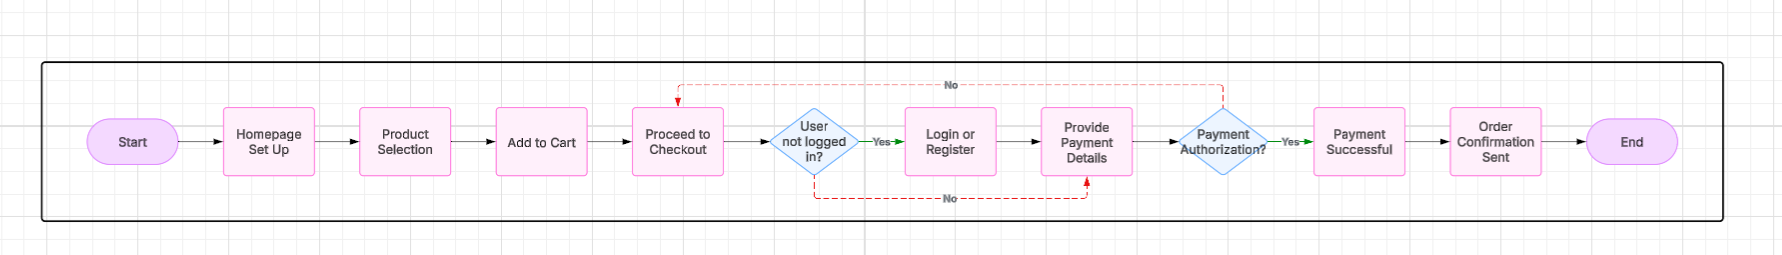 No
Start
Homepage
Set Up
Product
Selection
Add to Cart
Proceed to
Checkout
User
not logged
in?
Yes
Login or
Register
Provide
Payment
Details
Payment
Authorization?
Yes
Payment
Successful
Order
Confirmation
Sent
End
No